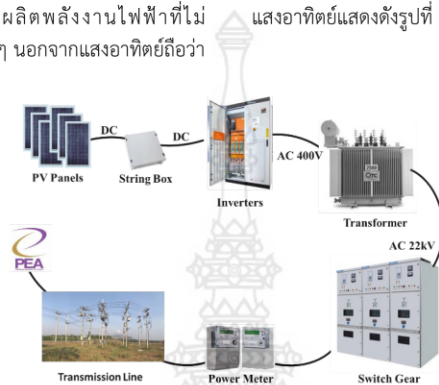 ผลิตพลังงานไฟฟ้าที่ไม่
ๆ นอกจากแสงอาทิตย์ถือว่า
แสงอาทิตย์แสดงดังรูปที่
DC
DC
PV Panels
String Box
Inverters
AC 400V
Transformer
AC 22kV
PEA
Transmission Line
Power Meter
Switch Gear